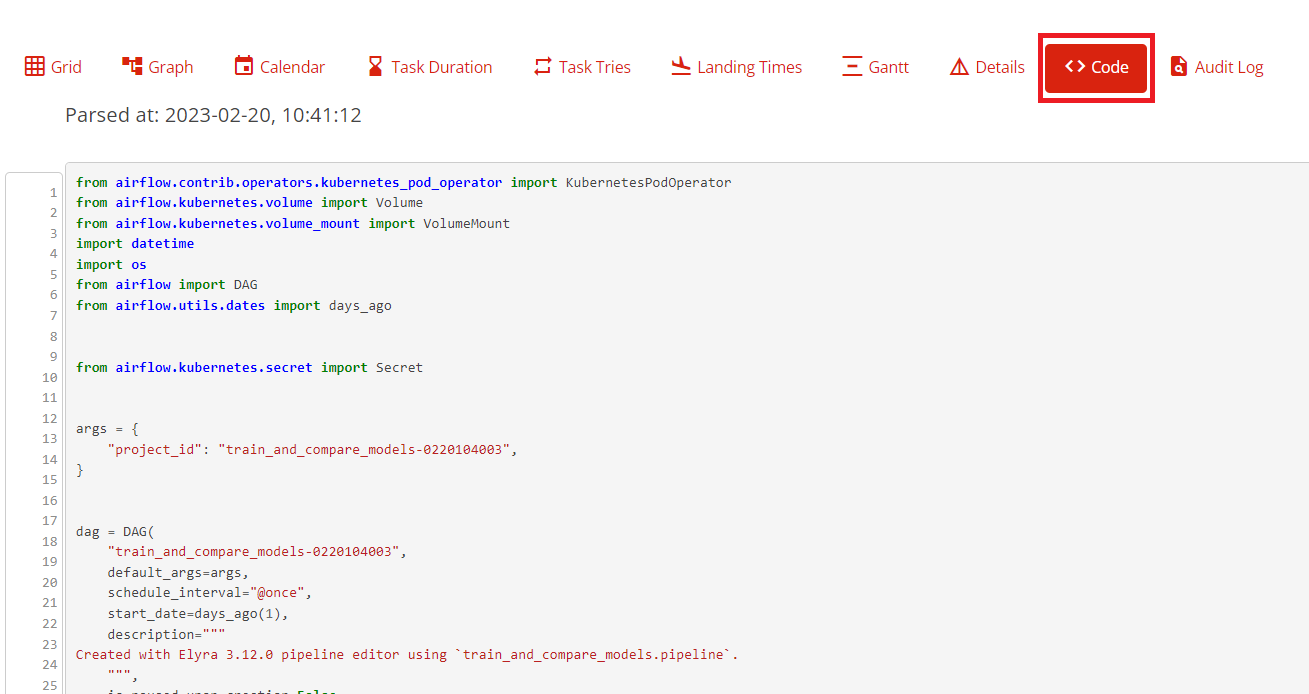 Grid Graph Calendar Task Duration Task Tries Landing Times Gantt Details <> Code Audit Log
Parsed at: 2023-02-20, 10:41:12
1 from airflow.contrib.operators.kubernetes_pod_operator import KubernetesPodOperator
2 from airflow.kubernetes.volume import Volume
3 from airflow.kubernetes.volume_mount import VolumeMount
4 import datetime
5 import os
6 from airflow import DAG
7 from airflow.utils.dates import days_ago
8
9
10 from airflow.kubernetes.secret import Secret
11
12
13 args = {
14     "project_id": "train_and_compare_models-0220104003",
15 }
16
17
18 dag = DAG(
19     "train_and_compare_models-0220104003",
20     default_args=args,
21     schedule_interval="@once",
22     start_date=days_ago(1),
23     description="""
24 Created with Elyra 3.12.0 pipeline editor using `train_and_compare_models.pipeline`.
25     """,
    is_paused_upon_creation=False,